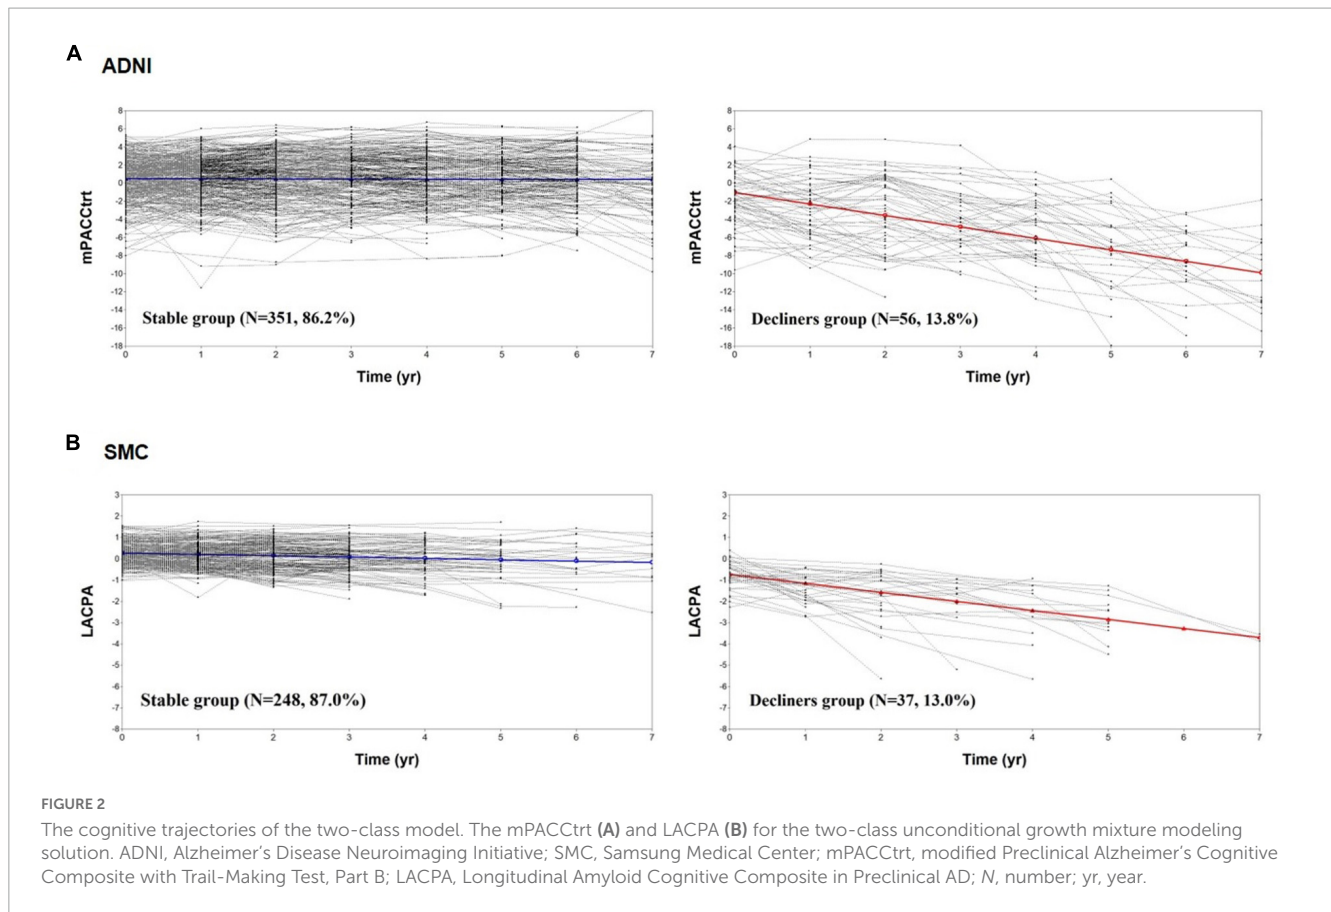 A
ADNI
8
6
4
2
0
-2
-4
-6
-8
-10
-12
-14
-16
-18
mPACCtrt
Stable group (N=351, 86.2%)
0 1 2 3 4 5 6 7
Time (yr)
8
6
4
2
0
-2
-4
-6
-8
-10
-12
-14
-16
-18
mPACCtrt
Decliners group (N=56, 13.8%)
0 1 2 3 4 5 6 7
Time (yr)
B
SMC
3
2
1
0
-1
-2
-3
-4
-5
-6
-7
-8
LACPA
Stable group (N=248, 87.0%)
0 1 2 3 4 5 6 7
Time (yr)
3
2
1
0
-1
-2
-3
-4
-5
-6
-7
-8
LACPA
Decliners group (N=37, 13.0%)
0 1 2 3 4 5 6 7
Time (yr)
FIGURE 2
The cognitive trajectories of the two-class model. The mPACCtrt (A) and LACPA (B) for the two-class unconditional growth mixture modeling
solution. ADNI, Alzheimer's Disease Neuroimaging Initiative; SMC, Samsung Medical Center; mPACCtrt, modified Preclinical Alzheimer's Cognitive
Composite with Trail-Making Test, Part B; LACPA, Longitudinal Amyloid Cognitive Composite in Preclinical AD; N, number; yr, year.